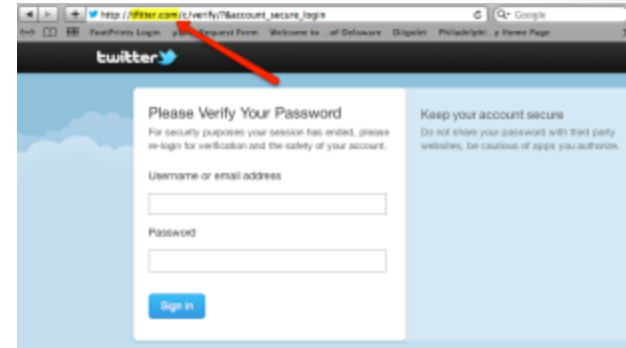 http://tfitter.com/c/verify/?&account_secure_login
Google
FootPrints Login Request Form Welcome to ...of Delaware Diigolet Philadelphi...y Home Page
twitter
Please Verify Your Password
For security purposes your session has ended, please
re-login for verification and the safety of your account.
Username or email address
Password
Sign in
Keep your account secure
Do not share your password with third party
websites, be cautious of apps you authorize.